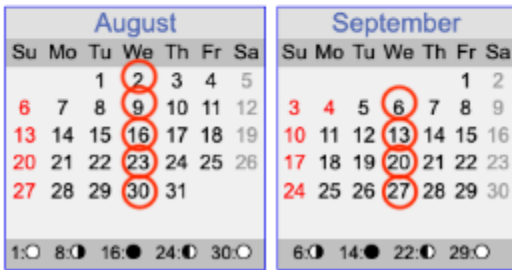 August
Su Mo Tu We Th Fr Sa
1 2 3 4 5
6 7 8 9 10 11 12
13 14 15 16 17 18 19
20 21 22 23 24 25 26
27 28 29 30 31
1: 8: 16: 24: 30:
September
Su Mo Tu We Th Fr Sa
1 2
3 4 5 6 7 8 9
10 11 12 13 14 15 16
17 18 19 20 21 22 23
24 25 26 27 28 29 30
6: 14: 22: 29: